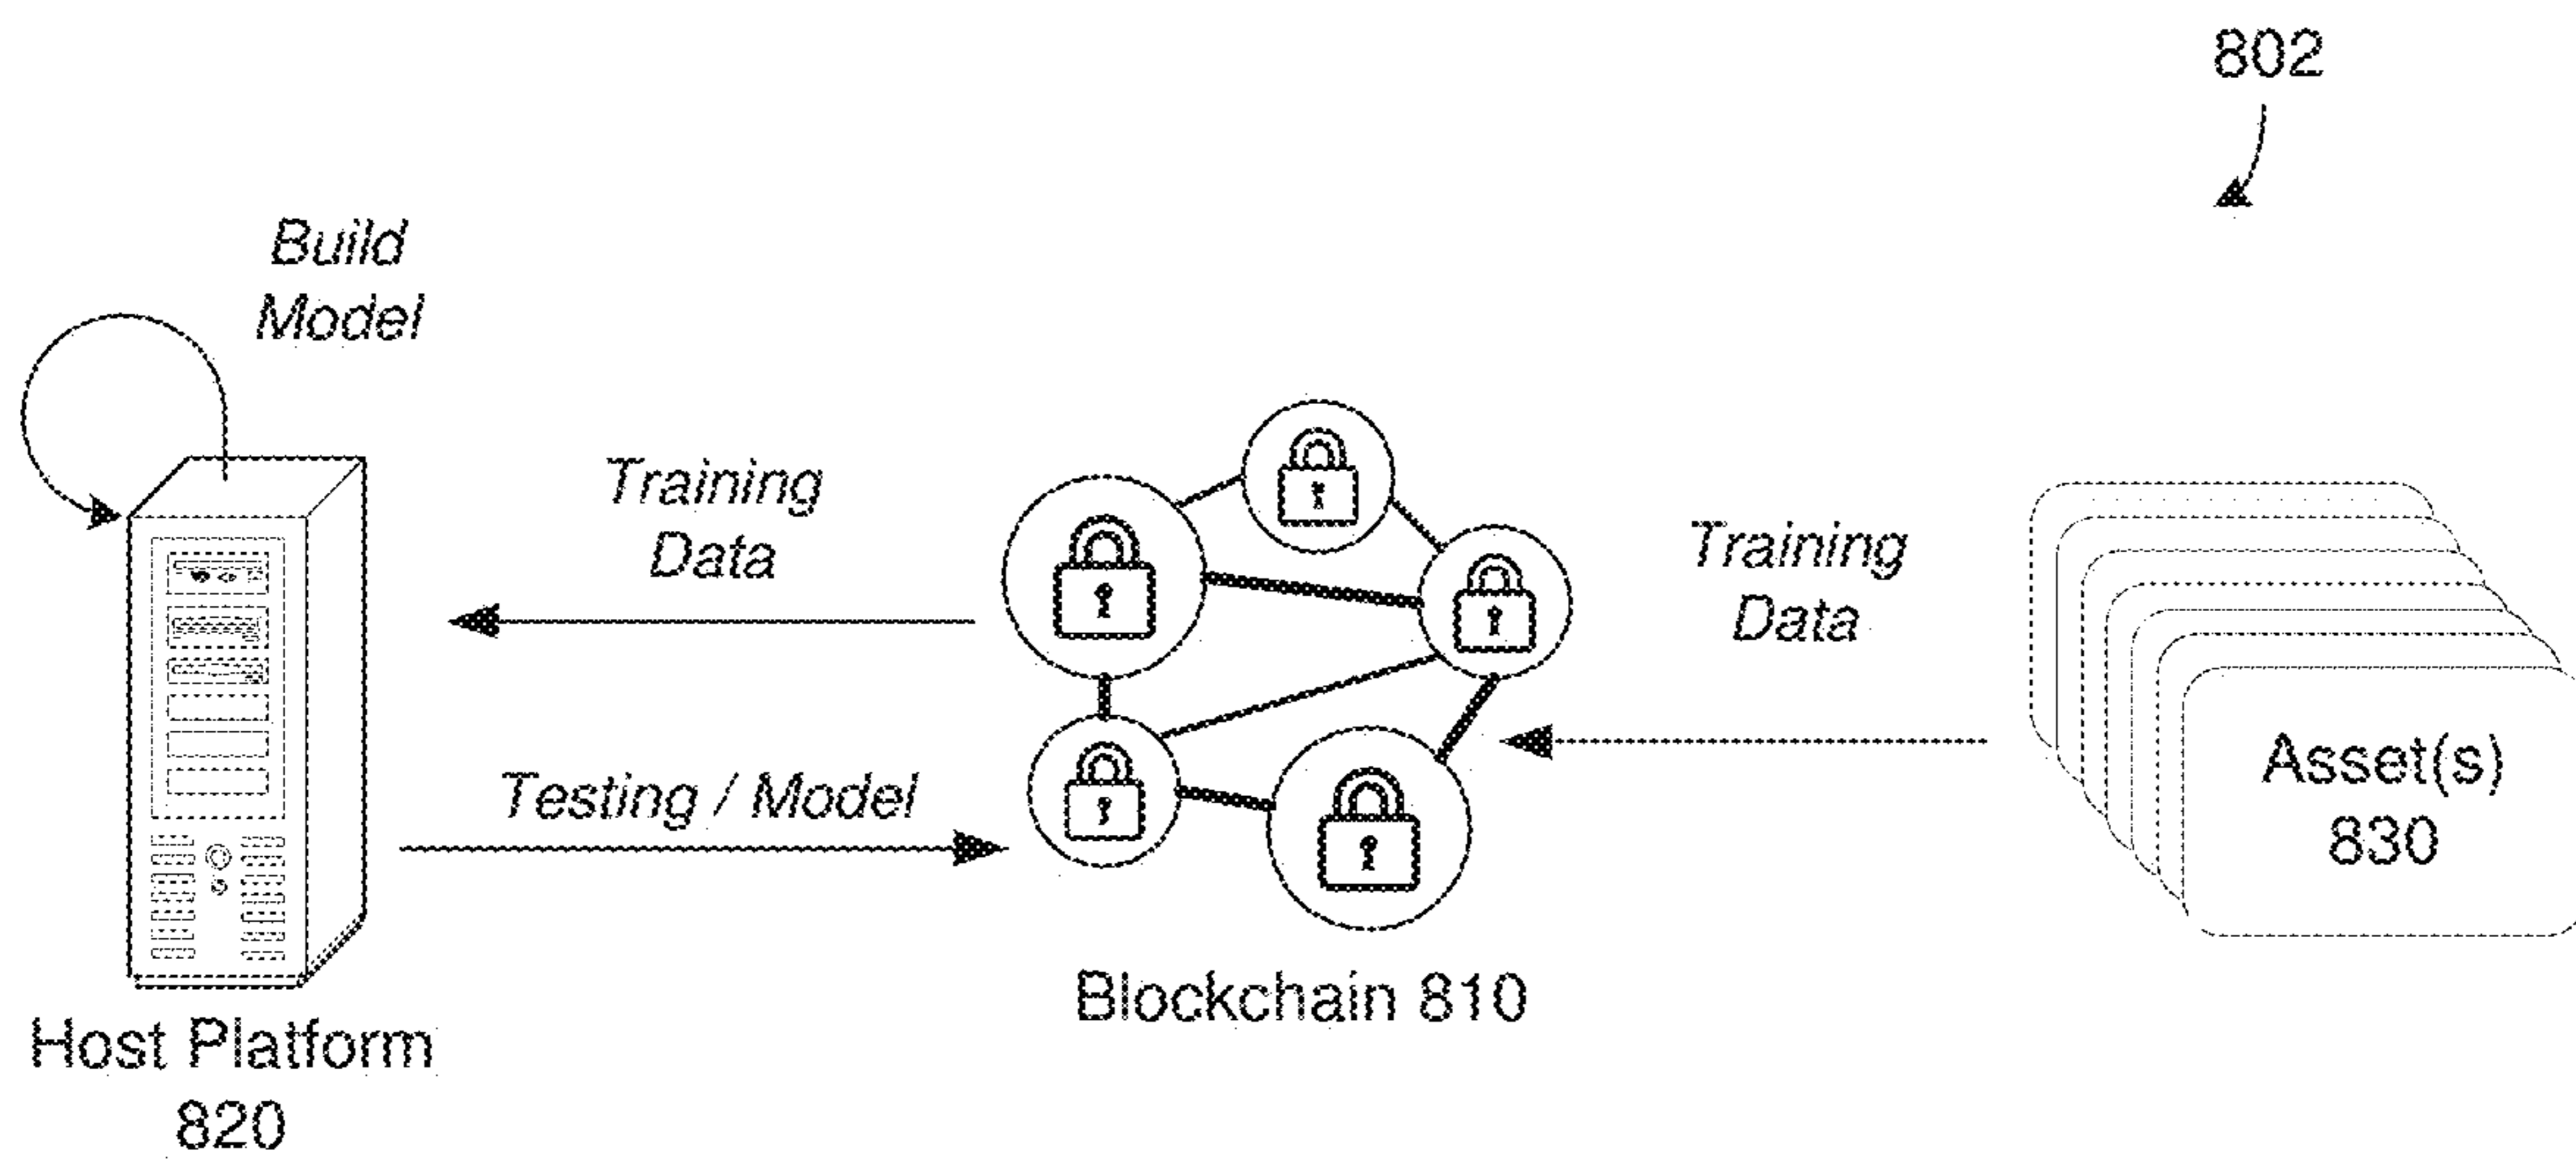 802
Build
Model
Training
Data
Training
Data
Testing / Model
Asset(s)
830
Blockchain 810
Host Platform
820